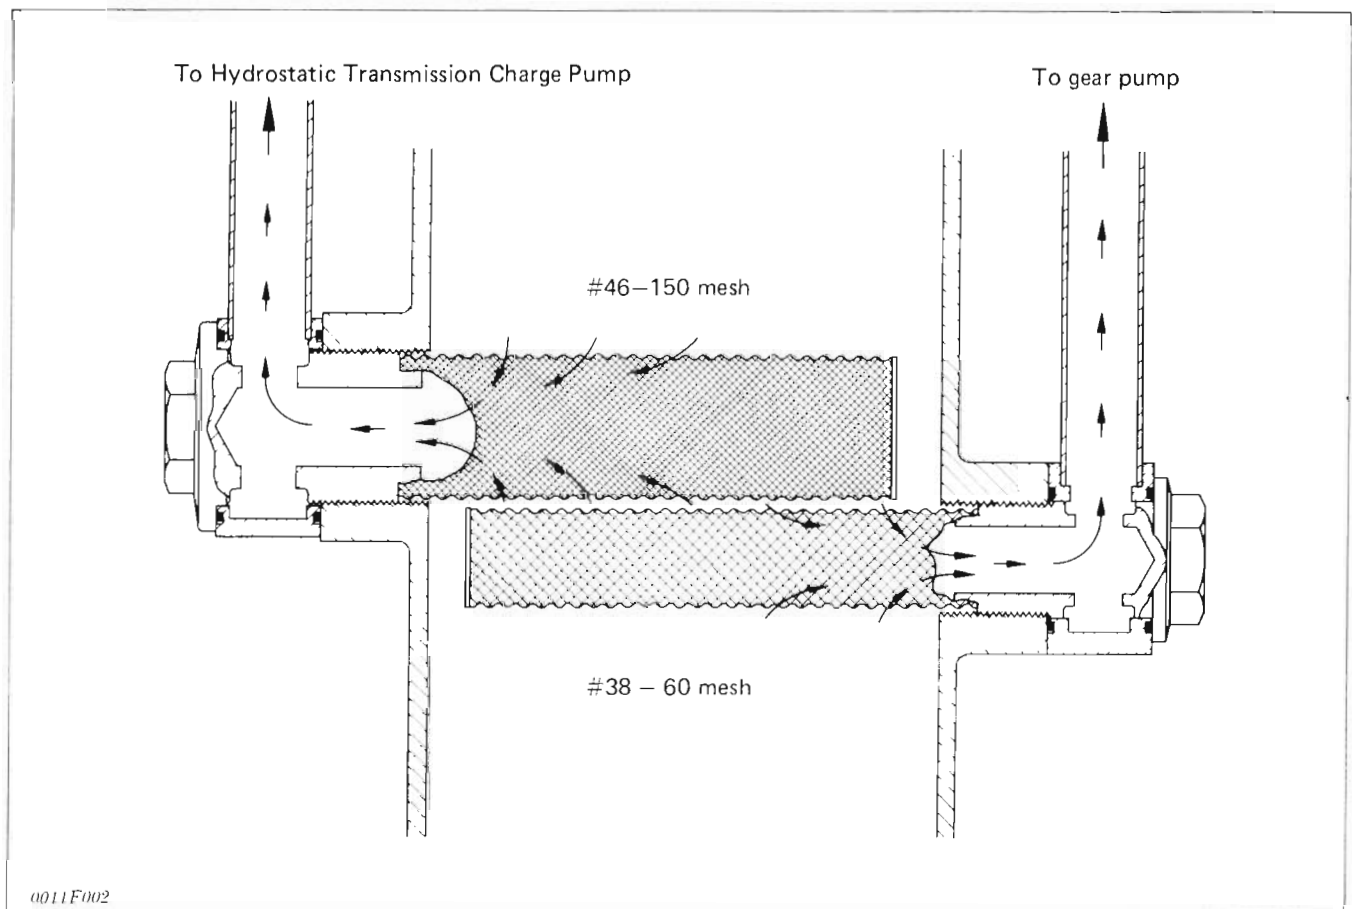 To Hydrostatic Transmission Charge Pump
To gear pump
#46–150 mesh
#38 – 60 mesh
0011F002